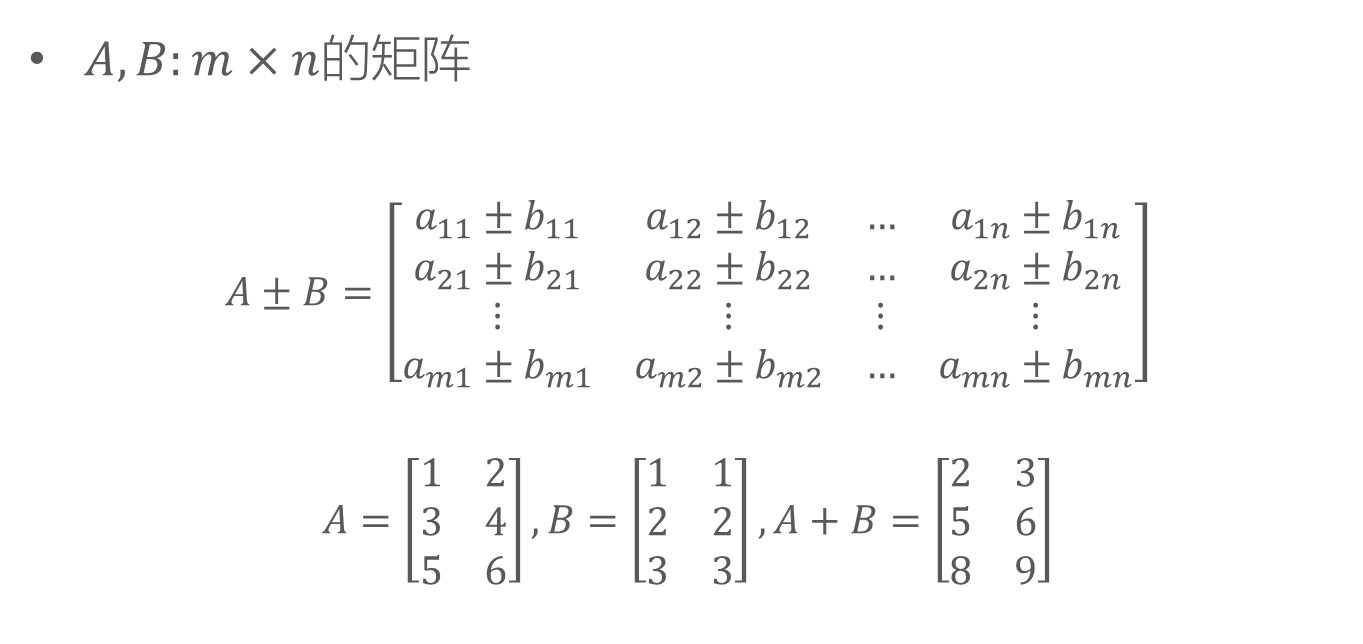 • A, B: m × n的矩阵
a₁₁ ± b₁₁ a₁₂ ± b₁₂ … a₁ₙ ± b₁ₙ
a₂₁ ± b₂₁ a₂₂ ± b₂₂ … a₂ₙ ± b₂ₙ
A ± B =
⋮ ⋮ ⋮ ⋮
aₘ₁ ± bₘ₁ aₘ₂ ± bₘ₂ … aₘₙ ± bₘₙ
1 2 1 1 2 3
A = [3 4], B = [2 2], A + B = [5 6]
5 6 3 3 8 9